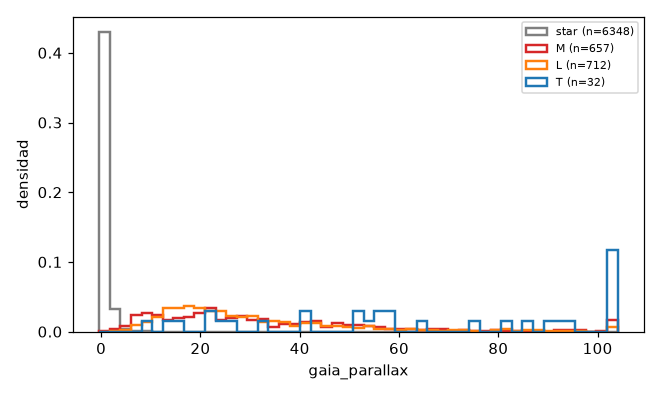 star (n=6348)
M (n=657)
L (n=712)
T (n=32)
densidad
0.4
0.3
0.2
0.1
0.0
0
20
40
60
80
100
gaia_parallax